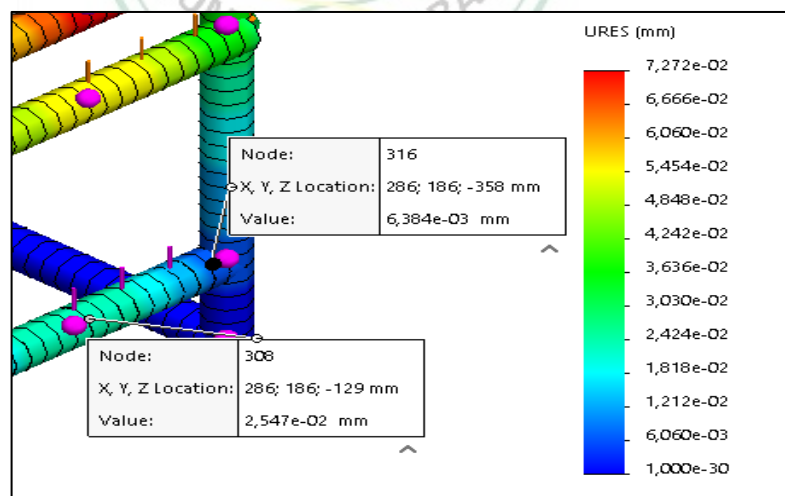 URES (mm)
7,272e-02
6,666e-02
6,060e-02
5,454e-02
4,848e-02
4,242e-02
3,636e-02
3,030e-02
2,424e-02
1,818e-02
1,212e-02
6,060e-03
1,000e-30
Node: 316
X, Y, Z Location: 286; 186; -358 mm
Value: 6,384e-03 mm
Node: 308
X, Y, Z Location: 286; 186; -129 mm
Value: 2,547e-02 mm